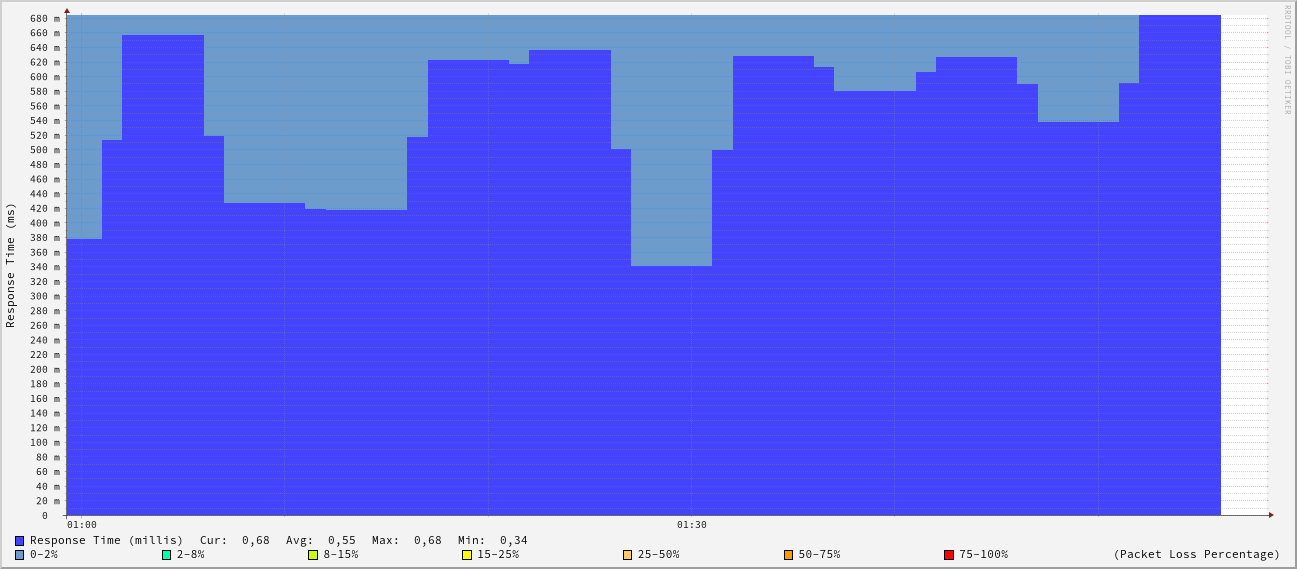 RRDTOOL / TOBI OETIKER
Response Time (ms)
680 m
660 m
640 m
620 m
600 m
580 m
560 m
540 m
520 m
500 m
480 m
460 m
440 m
420 m
400 m
380 m
360 m
340 m
320 m
300 m
280 m
260 m
240 m
220 m
200 m
180 m
160 m
140 m
120 m
100 m
80 m
60 m
40 m
20 m
0
01:00 01:30
Response Time (millis) Cur: 0,68 Avg: 0,55 Max: 0,68 Min: 0,34
0-2% 2-8% 8-15% 15-25% 25-50% 50-75% 75-100% (Packet Loss Percentage)